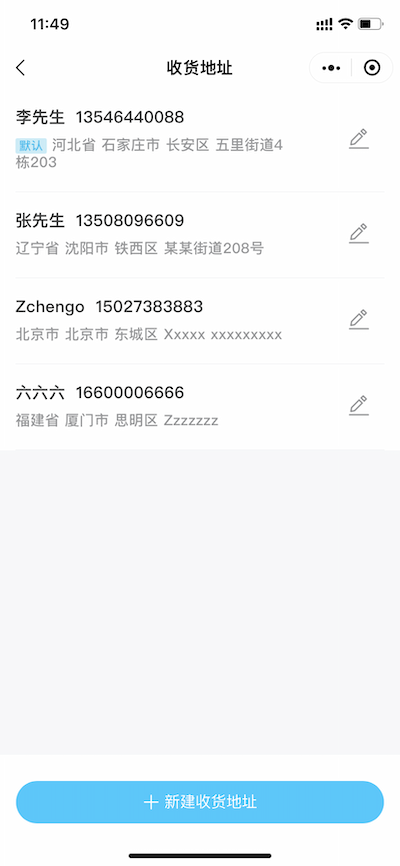 11:49
收货地址
李先生 13546440088
默认 河北省 石家庄市 长安区 五里街道4
栋203
张先生 13508096609
辽宁省 沈阳市 铁西区 某某街道208号
Zchengo 15027383883
北京市 北京市 东城区 Xxxxx xxxxxxxxx
六六六 16600006666
福建省 厦门市 思明区 Zzzzzzz
新建收货地址